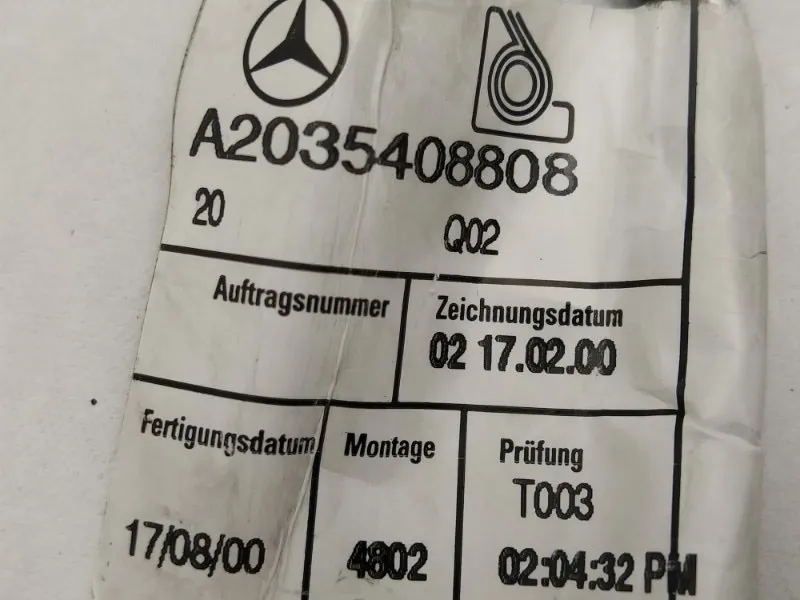 A2035408808
20 Q02
Auftragsnummer
Zeichnungsdatum
02 17.02.00
Fertigungsdatum
17/08/00
Montage
4802
Prüfung
T003
02:04:32 PM